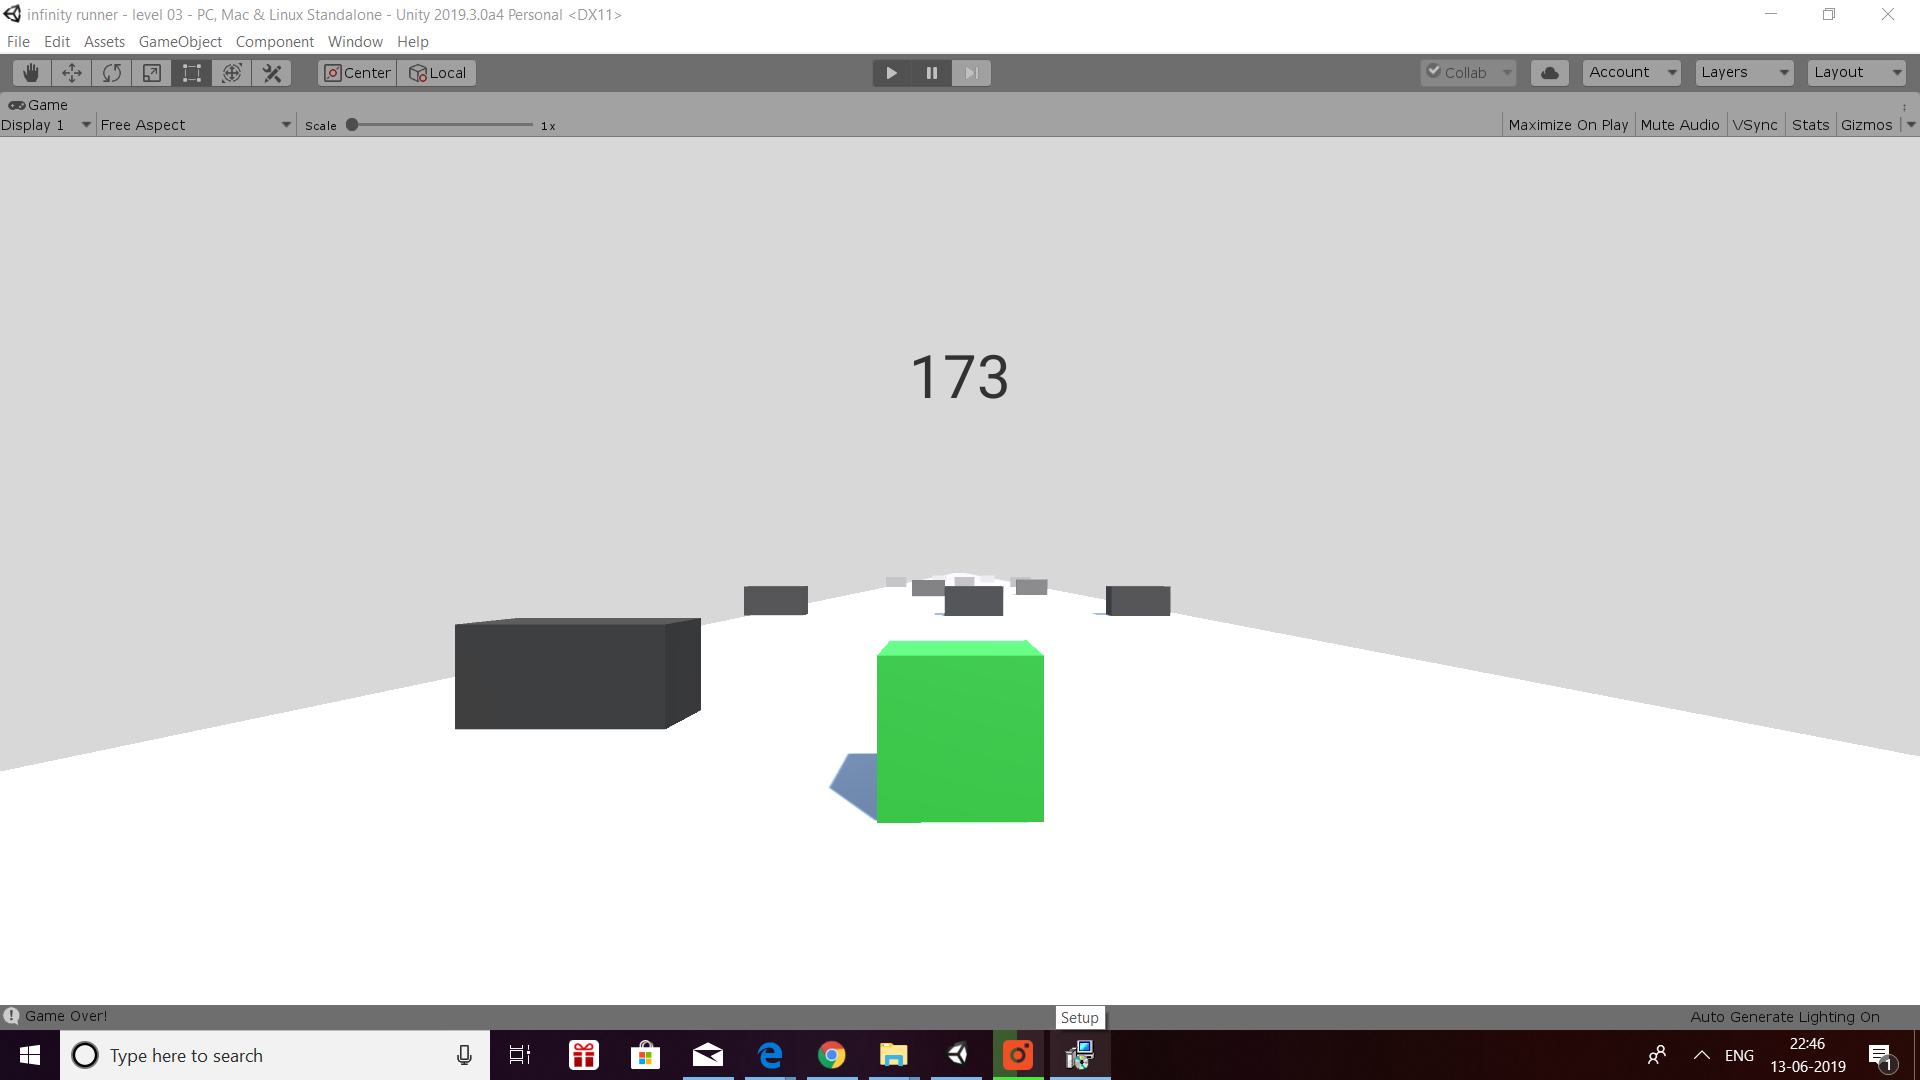 infinity runner - level 03 - PC, Mac & Linux Standalone - Unity 2019.3.0a4 Personal <DX11>
File Edit Assets GameObject Component Window Help
Center Local Collab Account Layers Layout
Game
Display 1 Free Aspect Scale 1x Maximize On Play Mute Audio VSync Stats Gizmos
173
Game Over! Auto Generate Lighting On
Setup
Type here to search ENG 22:46
13-06-2019
1